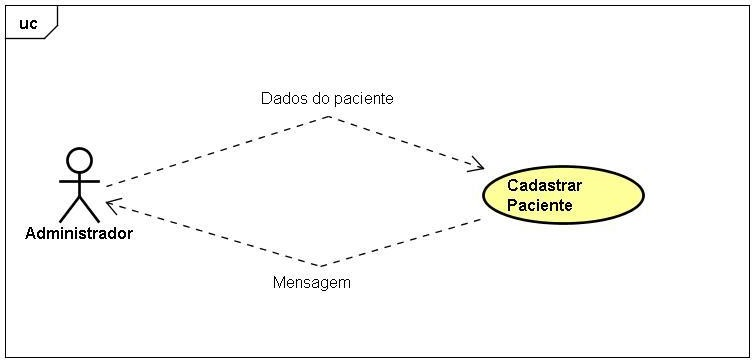 uc
Dados do paciente
Cadastrar
Paciente
Administrador
Mensagem